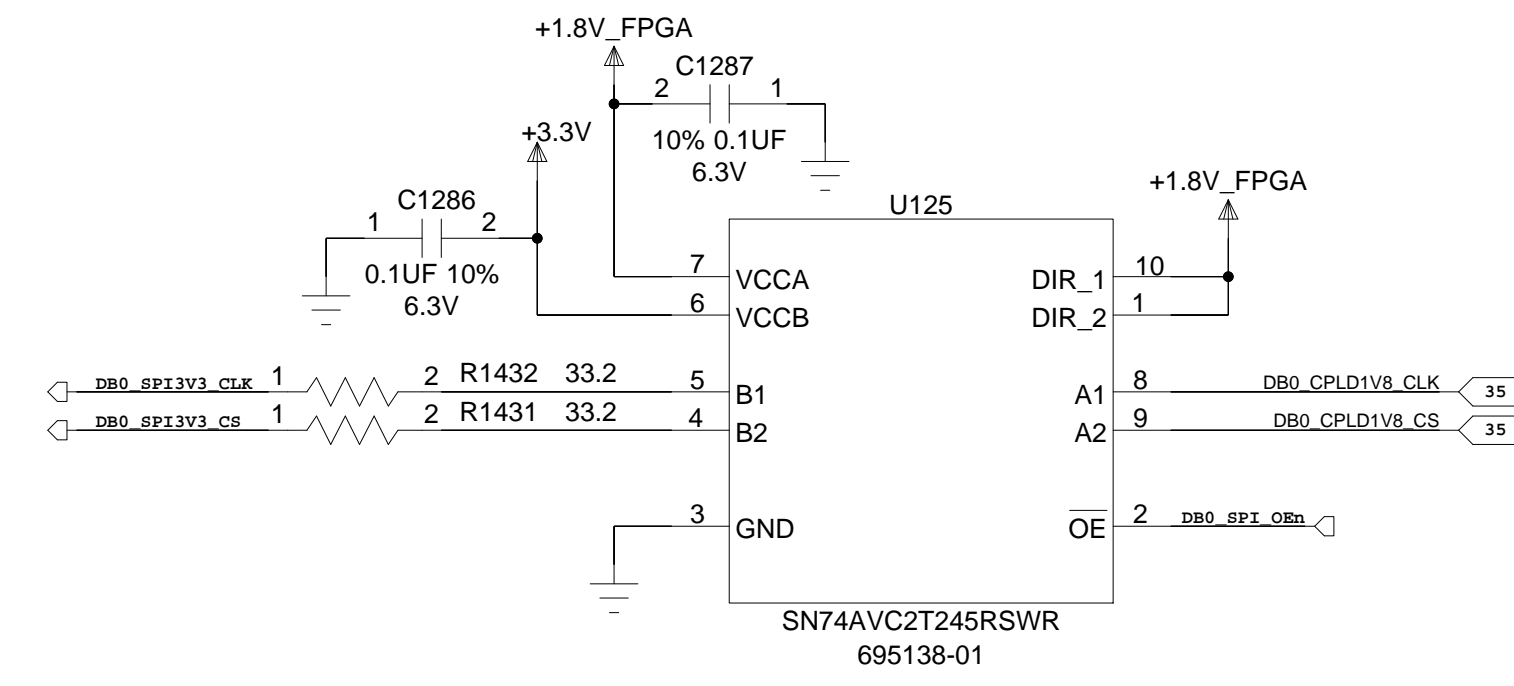 +1.8V_FPGA
C1287
2 1
10% 0.1UF
6.3V
+3.3V
C1286
1 2
0.1UF 10%
6.3V
+1.8V_FPGA
U125
7 VCCA DIR_1 10
6 VCCB DIR_2 1
DB0_SPI3V3_CLK 1 2 R1432 33.2 5 B1 A1 8 DB0_CPLD1V8_CLK 35
DB0_SPI3V3_CS 1 2 R1431 33.2 4 B2 A2 9 DB0_CPLD1V8_CS 35
3 GND OE 2 DB0_SPI_OEn
SN74AVC2T245RSWR
695138-01